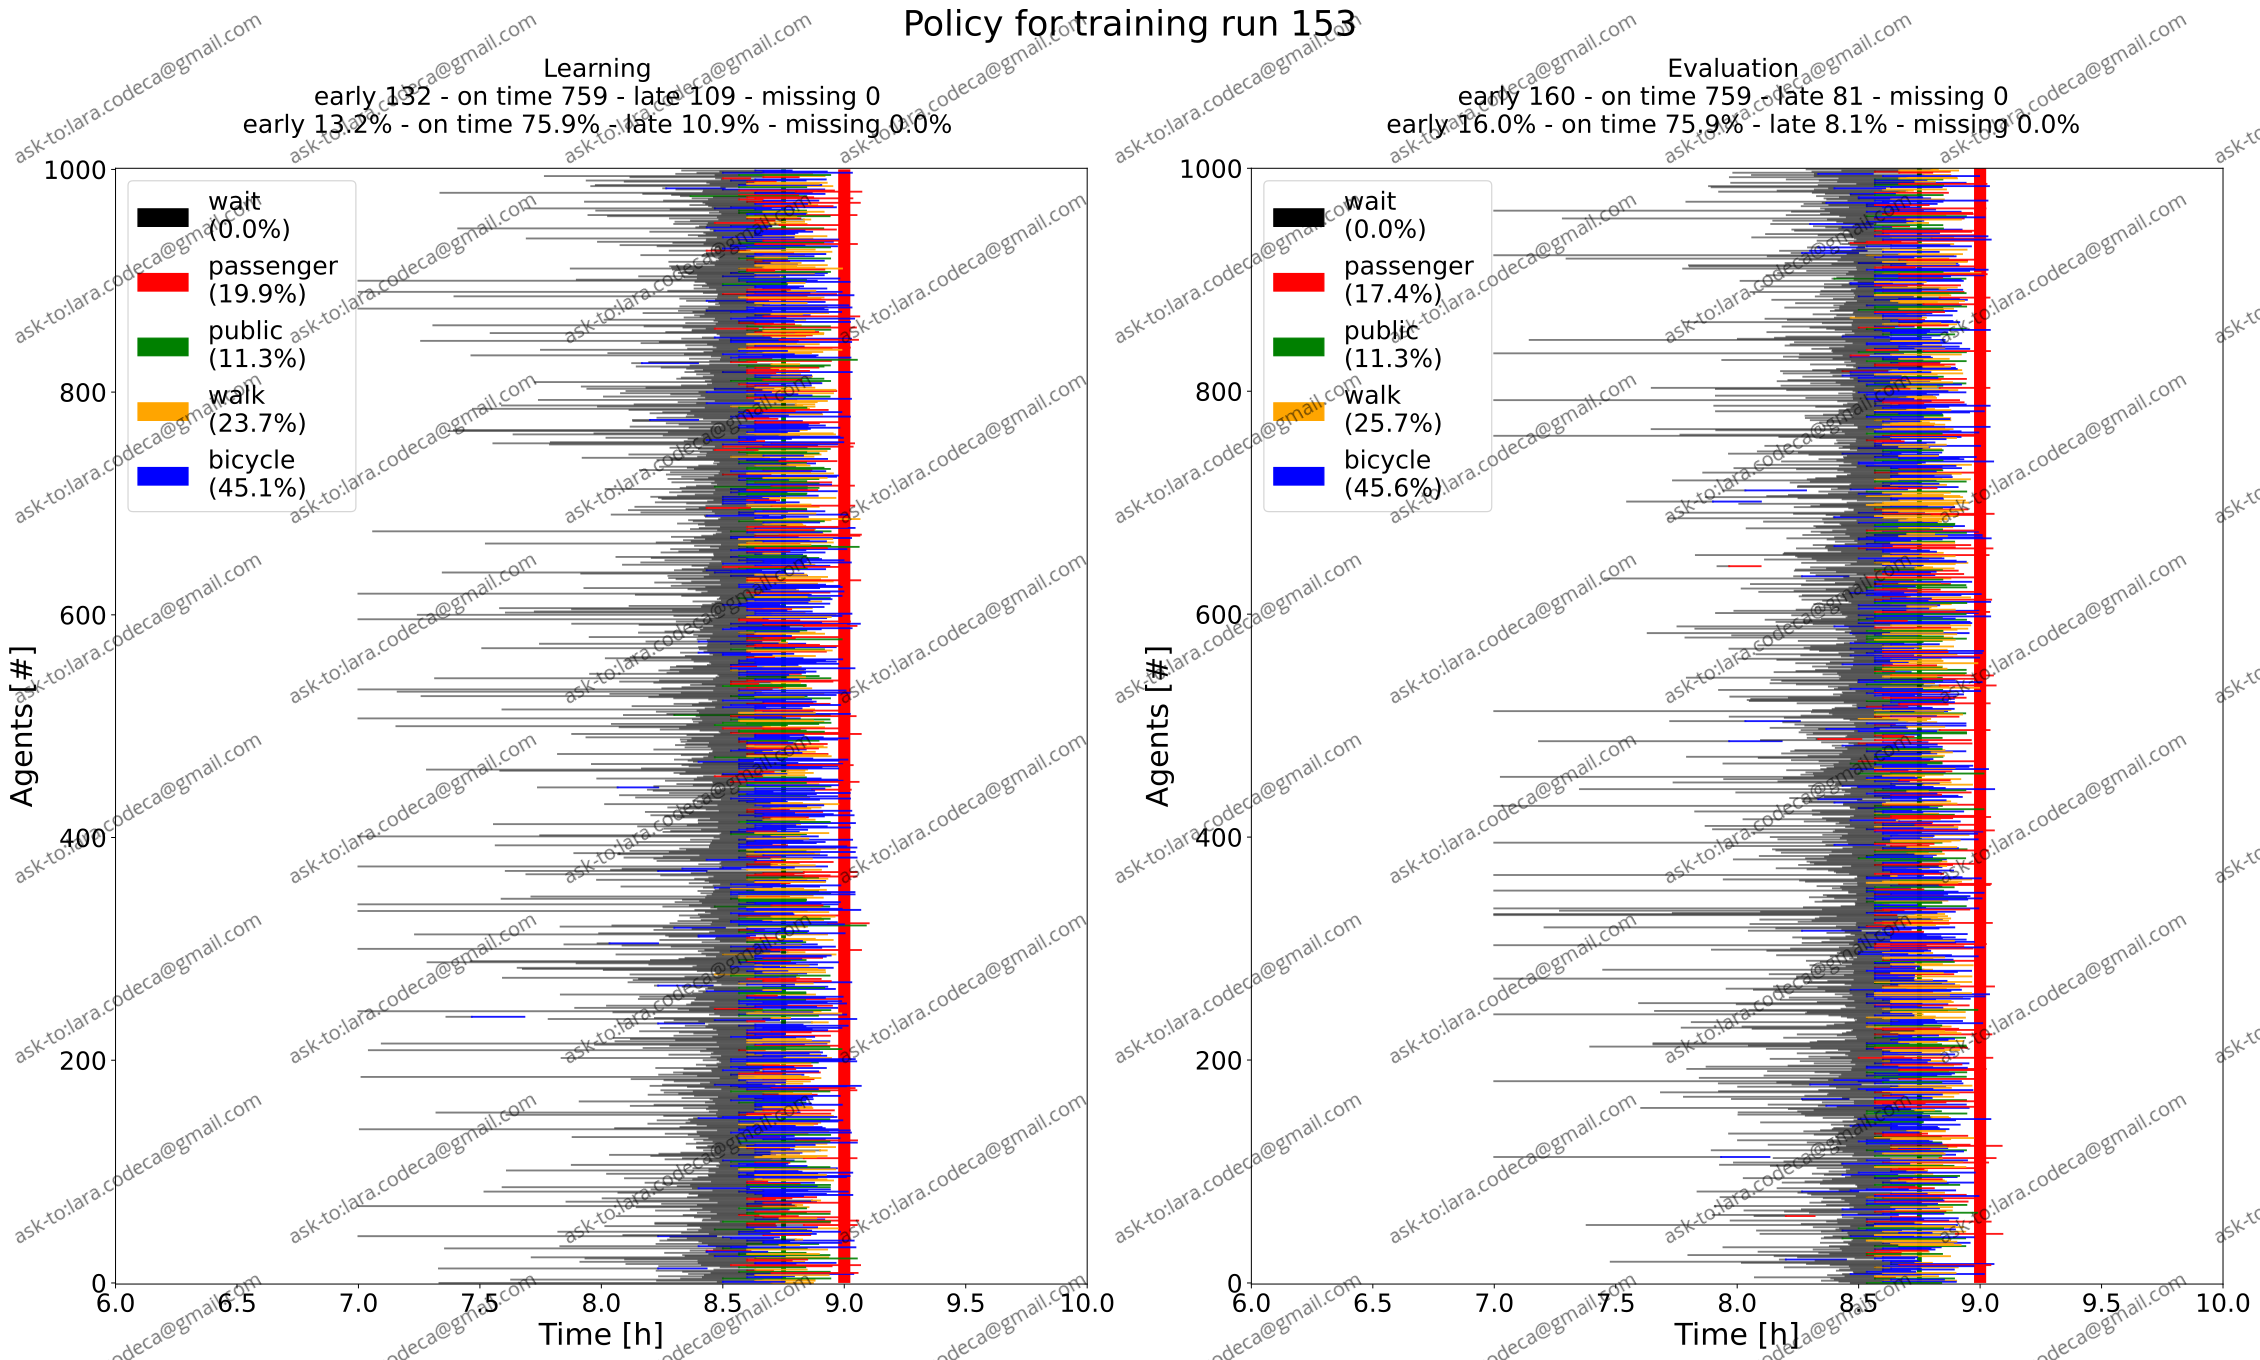 Policy for training run 153
Learning
early 132 - on time 759 - late 109 - missing 0
early 13.2% - on time 75.9% - late 10.9% - missing 0.0%
wait
(0.0%)
passenger
(19.9%)
public
(11.3%)
walk
(23.7%)
bicycle
(45.1%)
Agents [#]
1000
800
600
400
200
0
6.0 6.5 7.0 7.5 8.0 8.5 9.0 9.5 10.0
Time [h]
Evaluation
early 160 - on time 759 - late 81 - missing 0
early 16.0% - on time 75.9% - late 8.1% - missing 0.0%
wait
(0.0%)
passenger
(17.4%)
public
(11.3%)
walk
(25.7%)
bicycle
(45.6%)
Agents [#]
1000
800
600
400
200
0
6.0 6.5 7.0 7.5 8.0 8.5 9.0 9.5 10.0
Time [h]
ask-to:lara.codeca@gmail.com